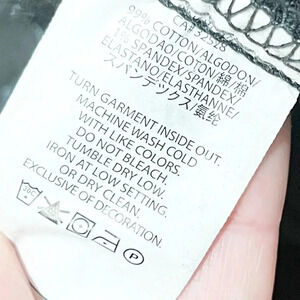 CA# 32526
99% COTTON/ALGODON/
ALGODÃO/COTON/綿/棉
1% SPANDEX/SPANDEX/
ELASTANO/ELASTHANNE/
スパンデックス/氨纶
TURN GARMENT INSIDE OUT.
MACHINE WASH COLD
WITH LIKE COLORS.
DO NOT BLEACH.
TUMBLE DRY LOW.
IRON AT LOW SETTING.
OR DRY CLEAN.
EXCLUSIVE OF DECORATION.
P